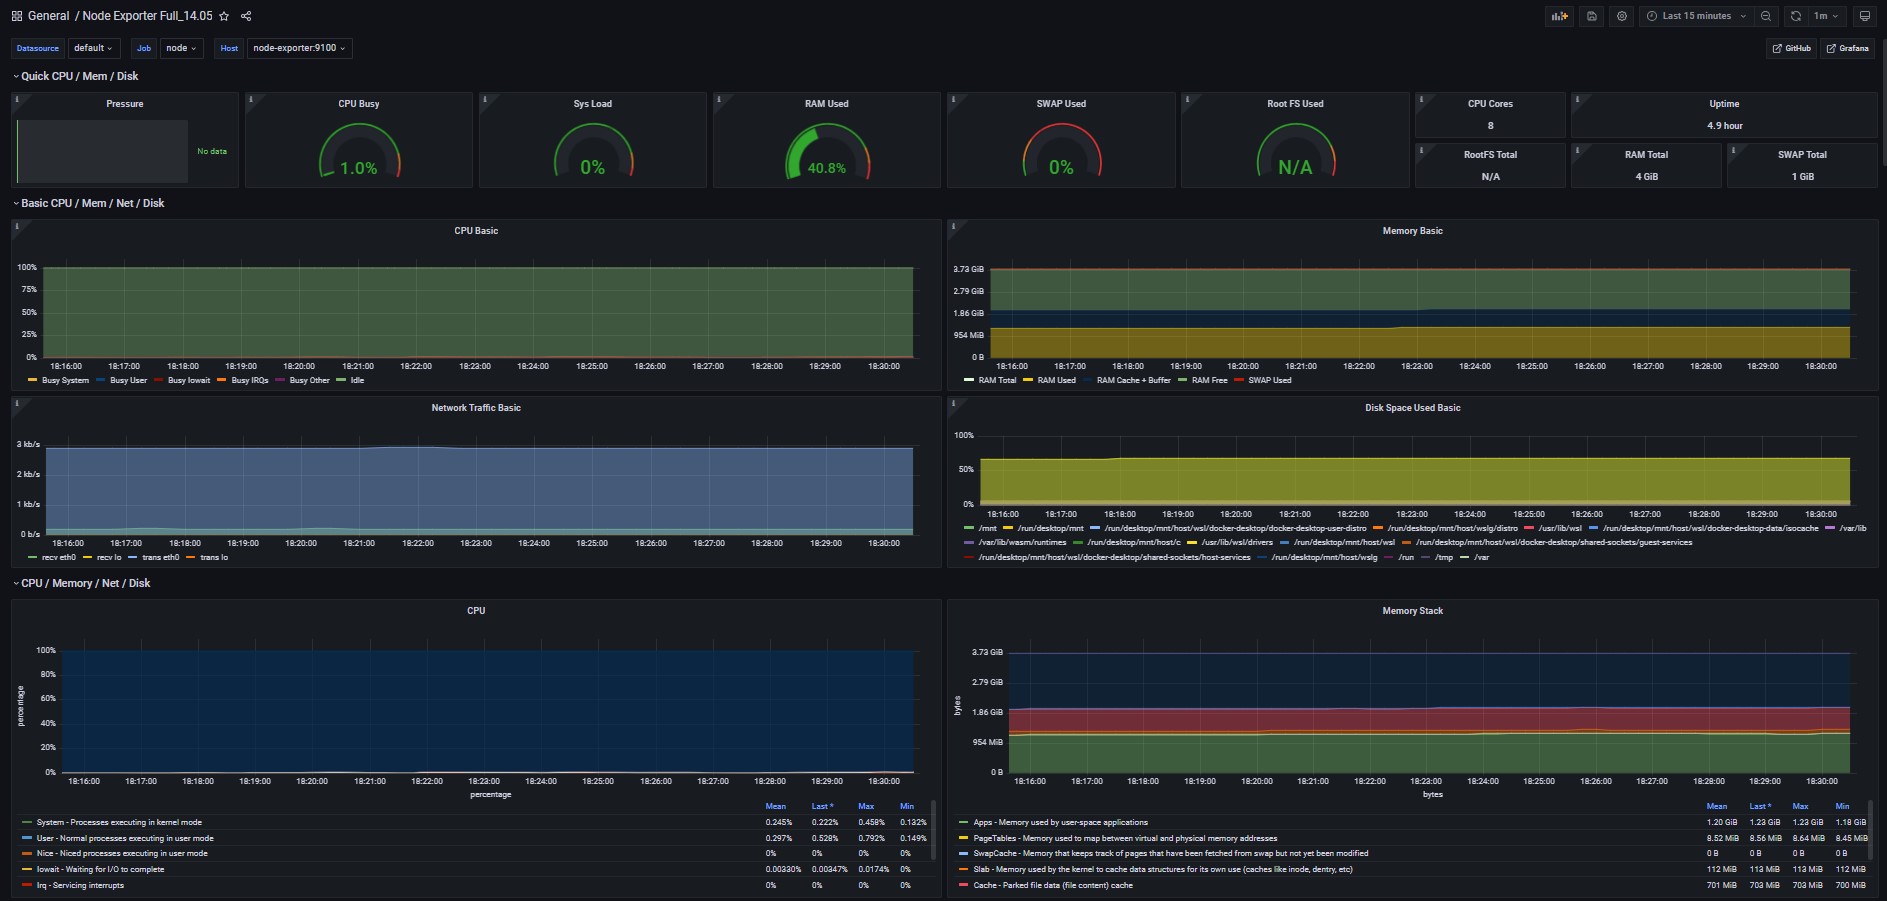 General / Node Exporter Full_14.05
Last 15 minutes
1m
Datasource default Job node Host node-exporter:9100
GitHub Grafana
Quick CPU / Mem / Disk
Pressure
No data
CPU Busy
1.0%
Sys Load
0%
RAM Used
40.8%
SWAP Used
0%
Root FS Used
N/A
CPU Cores
8
Uptime
4.9 hour
RootFS Total
N/A
RAM Total
4 GiB
SWAP Total
1 GiB
Basic CPU / Mem / Net / Disk
CPU Basic
100%
75%
50%
25%
0%
18:16:00 18:17:00 18:18:00 18:19:00 18:20:00 18:21:00 18:22:00 18:23:00 18:24:00 18:25:00 18:26:00 18:27:00 18:28:00 18:29:00 18:30:00
Busy System Busy User Busy Iowait Busy IRQs Busy Other Idle
Memory Basic
3.73 GiB
2.79 GiB
1.86 GiB
954 MiB
0 B
18:16:00 18:17:00 18:18:00 18:19:00 18:20:00 18:21:00 18:22:00 18:23:00 18:24:00 18:25:00 18:26:00 18:27:00 18:28:00 18:29:00 18:30:00
RAM Total RAM Used RAM Cache + Buffer RAM Free SWAP Used
Network Traffic Basic
3 kb/s
2 kb/s
1 kb/s
0 b/s
18:16:00 18:17:00 18:18:00 18:19:00 18:20:00 18:21:00 18:22:00 18:23:00 18:24:00 18:25:00 18:26:00 18:27:00 18:28:00 18:29:00 18:30:00
recv eth0 recv lo trans eth0 trans lo
Disk Space Used Basic
100%
50%
0%
18:16:00 18:17:00 18:18:00 18:19:00 18:20:00 18:21:00 18:22:00 18:23:00 18:24:00 18:25:00 18:26:00 18:27:00 18:28:00 18:29:00 18:30:00
/mnt /run/desktop/mnt /run/desktop/mnt/host/wsl/docker-desktop/docker-desktop-user-distro /run/desktop/mnt/host/wslg/distro /usr/lib/wsl /run/desktop/mnt/host/wsl/docker-desktop-data/isocache /var/lib
/var/lib/wasm/runtimes /run/desktop/mnt/host/c /usr/lib/wsl/drivers /run/desktop/mnt/host/wsl /run/desktop/mnt/host/wsl/docker-desktop/shared-sockets/guest-services
/run/desktop/mnt/host/wsl/docker-desktop/shared-sockets/host-services /run/desktop/mnt/host/wslg /run /tmp /var
CPU / Memory / Net / Disk
CPU
percentage
100%
80%
60%
40%
20%
0%
18:16:00 18:17:00 18:18:00 18:19:00 18:20:00 18:21:00 18:22:00 18:23:00 18:24:00 18:25:00 18:26:00 18:27:00 18:28:00 18:29:00 18:30:00
percentage
Mean Last * Max Min
System - Processes executing in kernel mode 0.245% 0.222% 0.458% 0.132%
User - Normal processes executing in user mode 0.297% 0.528% 0.792% 0.149%
Nice - Niced processes executing in user mode 0% 0% 0% 0%
Iowait - Waiting for I/O to complete 0.00330% 0.00347% 0.0174% 0%
Irq - Servicing interrupts 0% 0% 0% 0%
Memory Stack
bytes
3.73 GiB
2.79 GiB
1.86 GiB
954 MiB
0 B
18:16:00 18:17:00 18:18:00 18:19:00 18:20:00 18:21:00 18:22:00 18:23:00 18:24:00 18:25:00 18:26:00 18:27:00 18:28:00 18:29:00 18:30:00
bytes
Mean Last * Max Min
Apps - Memory used by user-space applications 1.20 GiB 1.23 GiB 1.23 GiB 1.18 GiB
PageTables - Memory used to map between virtual and physical memory addresses 8.52 MiB 8.56 MiB 8.64 MiB 8.45 MiB
SwapCache - Memory that keeps track of pages that have been fetched from swap but not yet been modified 0 B 0 B 0 B 0 B
Slab - Memory used by the kernel to cache data structures for its own use (caches like inode, dentry, etc) 112 MiB 113 MiB 113 MiB 112 MiB
Cache - Parked file data (file content) cache 701 MiB 703 MiB 703 MiB 700 MiB